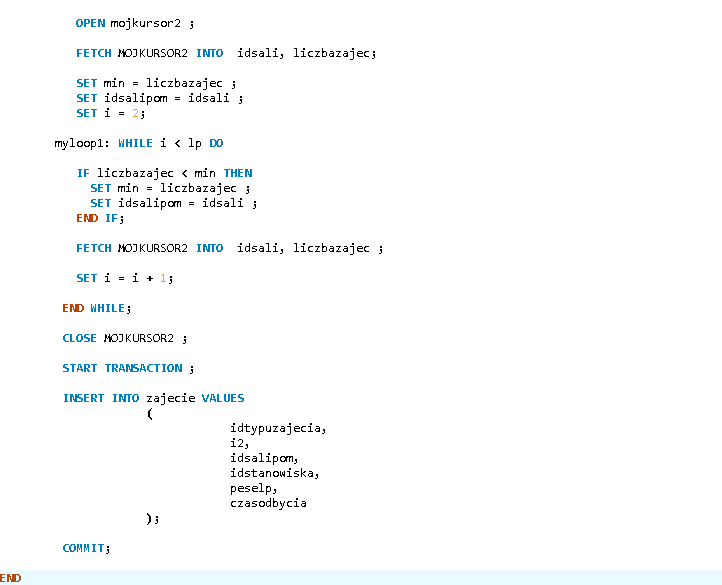 OPEN mojkursor2 ;
FETCH MOJKURSOR2 INTO  idsali, liczbazajec;
SET min = liczbazajec ;
SET idsalipom = idsali ;
SET i = 2;
myloop1: WHILE i < lp DO
IF liczbazajec < min THEN
SET min = liczbazajec ;
SET idsalipom = idsali ;
END IF;
FETCH MOJKURSOR2 INTO  idsali, liczbazajec ;
SET i = i + 1;
END WHILE;
CLOSE MOJKURSOR2 ;
START TRANSACTION ;
INSERT INTO zajecie VALUES
(
idtypuzajecia,
i2,
idsalipom,
idstanowiska,
peselp,
czasodbycia
);
COMMIT;
END